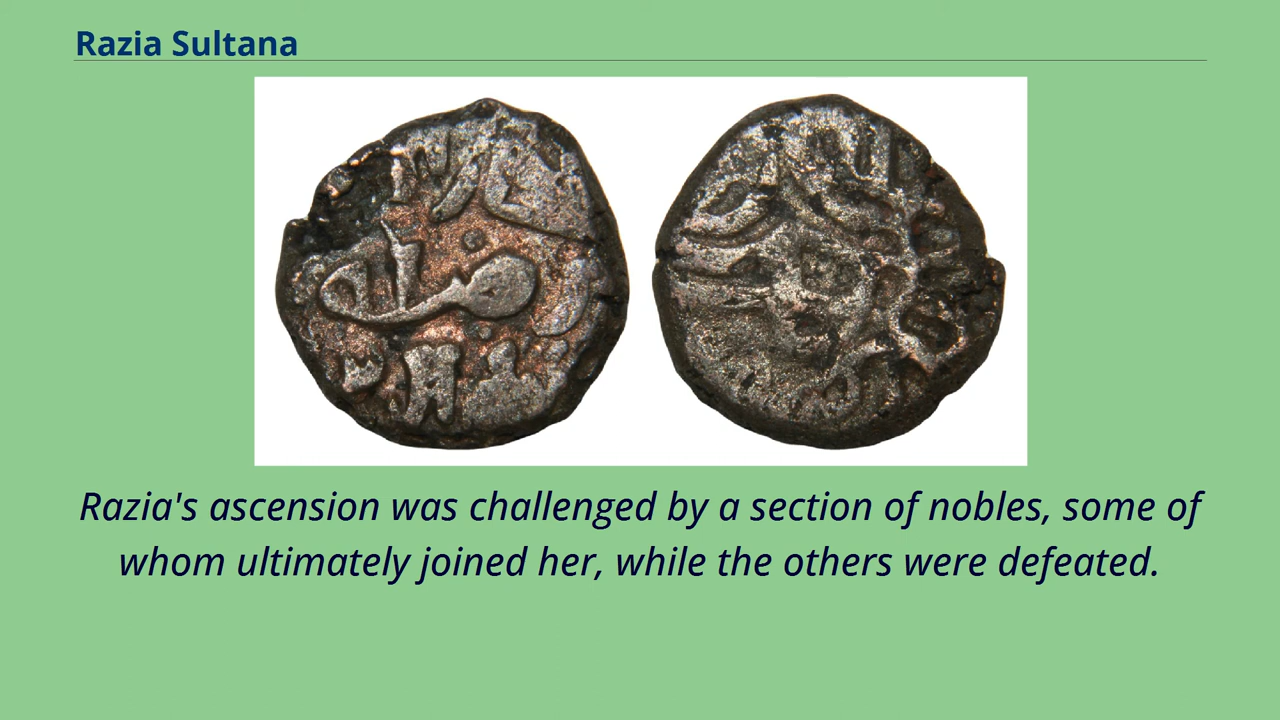 Razia Sultana
Razia's ascension was challenged by a section of nobles, some of
whom ultimately joined her, while the others were defeated.